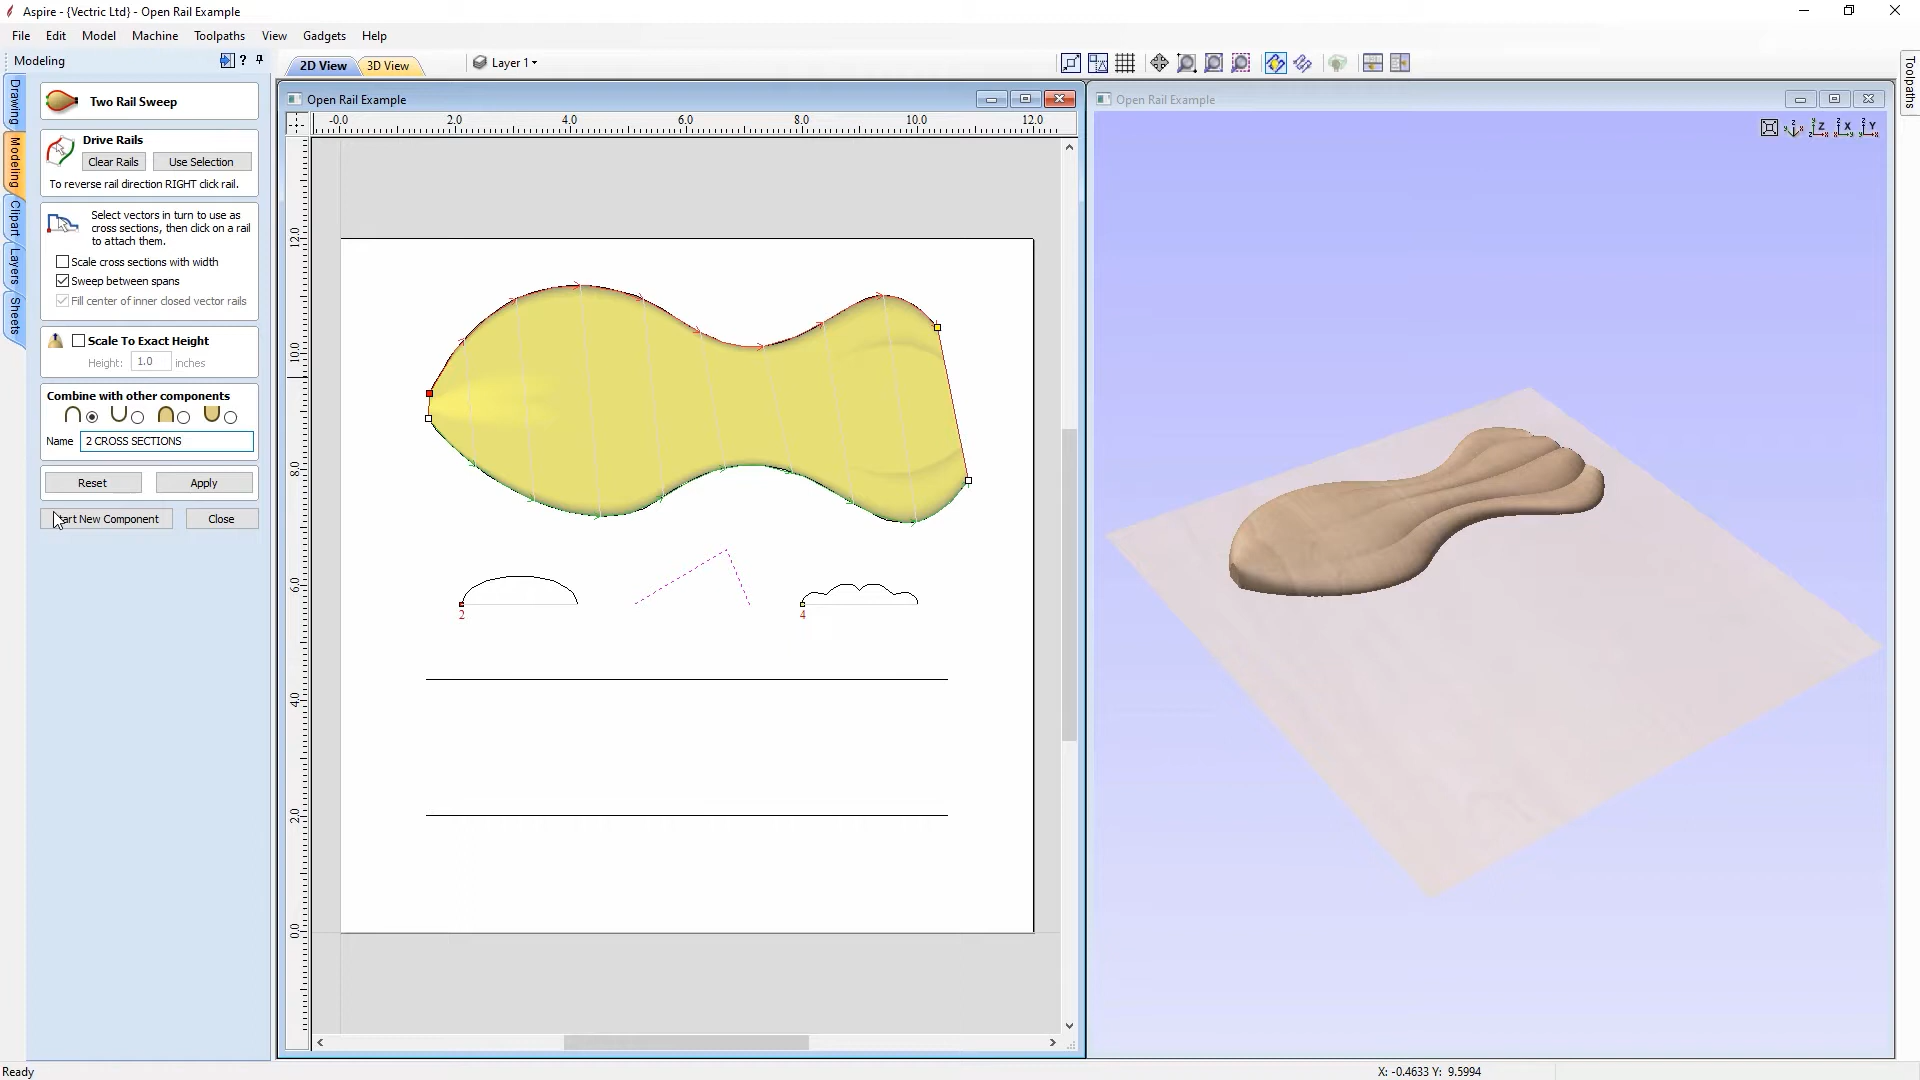 Aspire - {Vectric Ltd} - Open Rail Example
File Edit Model Machine Toolpaths View Gadgets Help
Modeling ?
2D View 3D View Layer 1
Two Rail Sweep
Drive Rails
Clear Rails Use Selection
To reverse rail direction RIGHT click rail.
Select vectors in turn to use as
cross sections, then click on a rail
to attach them.
Scale cross sections with width
Sweep between spans
Fill center of inner closed vector rails
Scale To Exact Height
Height: 1.0 inches
Combine with other components
Name 2 CROSS SECTIONS
Reset Apply
art New Component Close
Drawing
Modeling
Clipart
Layers
Sheets
Open Rail Example
-0.0 2.0 4.0 6.0 8.0 10.0 12.0
12.0
10.0
8.0
6.0
4.0
2.0
0.0
2 4
Open Rail Example
Z X Y
Toolpaths
Ready X: -0.4633 Y: 9.5994